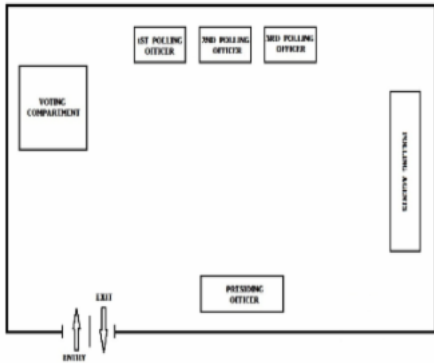 1ST POLLING
OFFICER
2ND POLLING
OFFICER
3RD POLLING
OFFICER
VOTING
COMPARTMENT
POLLING AGENTS
PRESIDING
OFFICER
EXIT
ENTRY